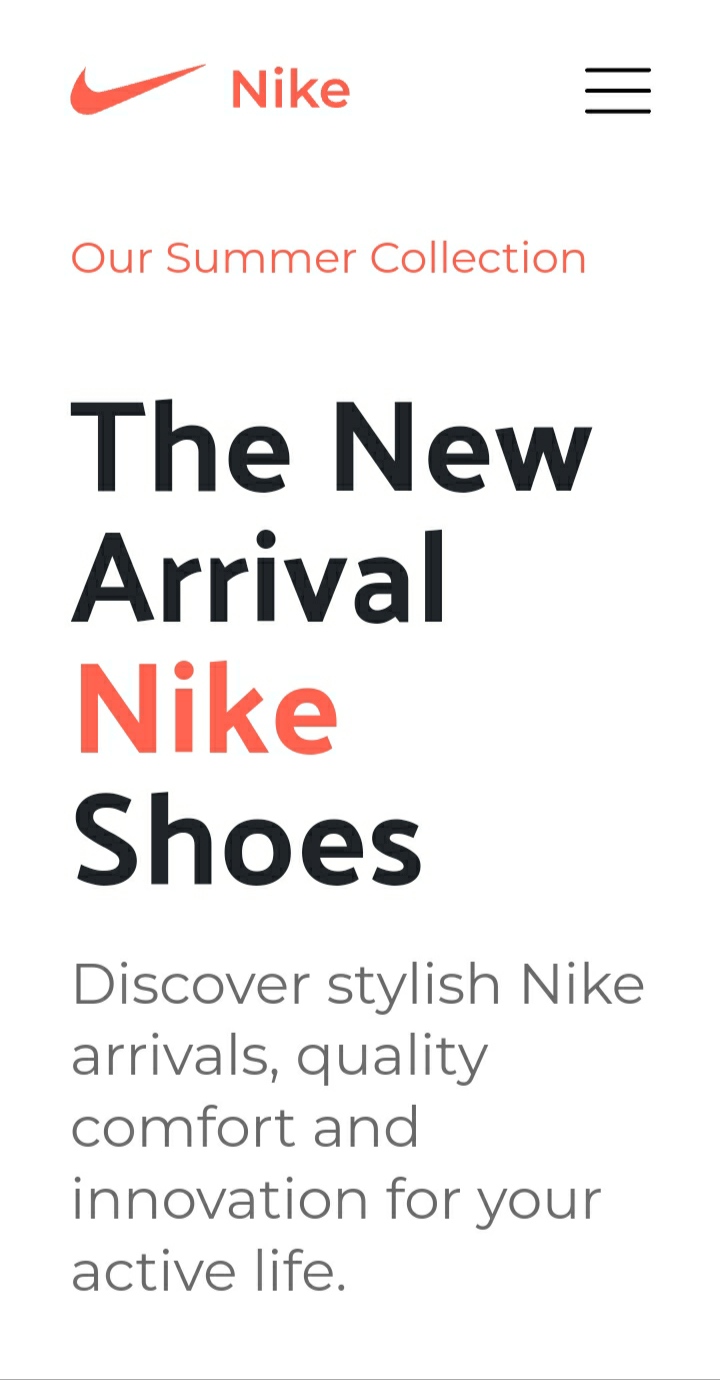 Nike
Our Summer Collection
The New
Arrival
Nike
Shoes
Discover stylish Nike
arrivals, quality
comfort and
innovation for your
active life.